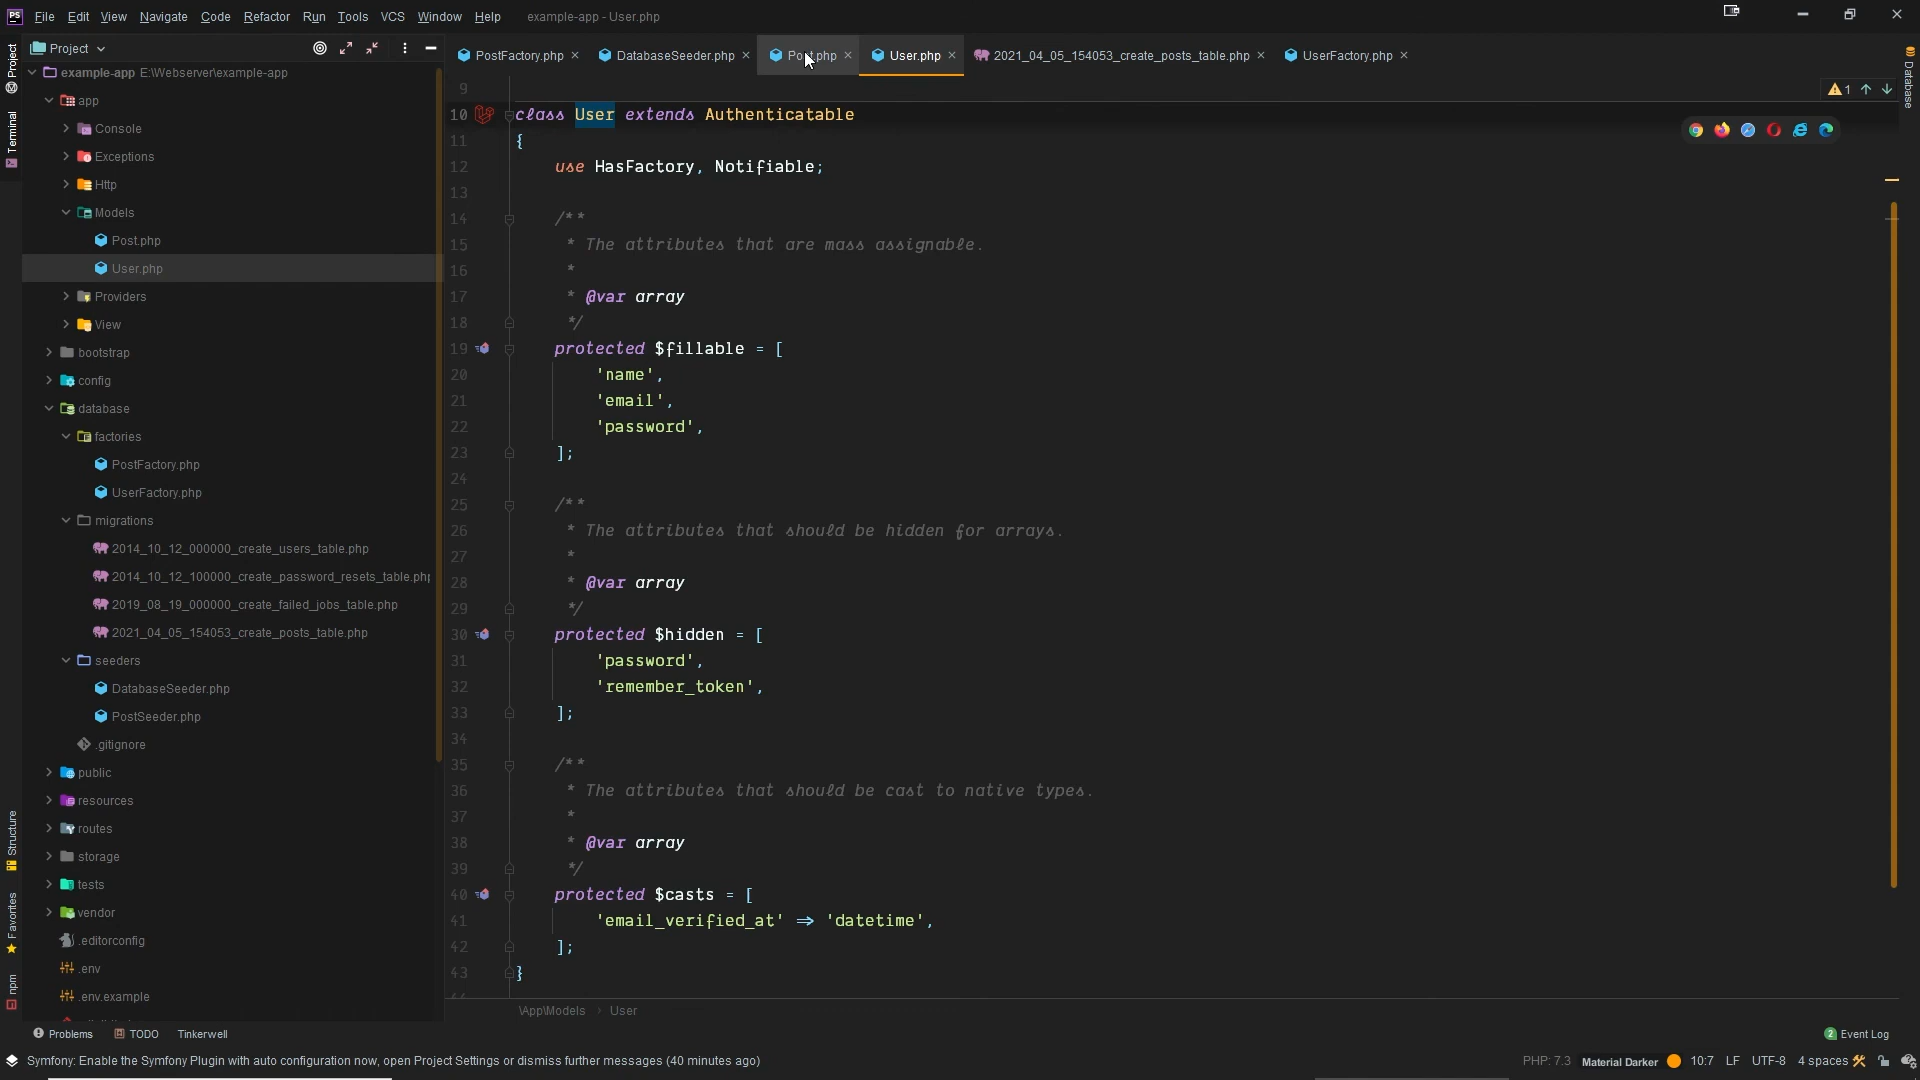 PS File Edit View Navigate Code Refactor Run Tools VCS Window Help example-app - User.php
Project
PostFactory.php
DatabaseSeeder.php
User.php
2021_04_05_154053_create_posts_table.php
UserFactory.php
Project
Terminal
Structure
Favorites
npm
Database
example-app E:\Webserver\example-app
app
Console
Exceptions
Http
Models
Post.php
User.php
Providers
View
bootstrap
config
database
factories
PostFactory.php
UserFactory.php
migrations
2014_10_12_000000_create_users_table.php
2014_10_12_100000_create_password_resets_table.php
2019_08_19_000000_create_failed_jobs_table.php
2021_04_05_154053_create_posts_table.php
seeders
DatabaseSeeder.php
PostSeeder.php
.gitignore
public
resources
routes
storage
tests
vendor
.editorconfig
.env
.env.example
1
9
10 class User extends Authenticatable
11 {
12 use HasFactory, Notifiable;
13
14 /**
15 * The attributes that are mass assignable.
16 *
17 * @var array
18 */
19 protected $fillable = [
20 'name',
21 'email',
22 'password',
23 ];
24
25 /**
26 * The attributes that should be hidden for arrays.
27 *
28 * @var array
29 */
30 protected $hidden = [
31 'password',
32 'remember_token',
33 ];
34
35 /**
36 * The attributes that should be cast to native types.
37 *
38 * @var array
39 */
40 protected $casts = [
41 'email_verified_at' => 'datetime',
42 ];
43 }
\App\Models › User
Problems TODO Tinkerwell
2 Event Log
Symfony: Enable the Symfony Plugin with auto configuration now, open Project Settings or dismiss further messages (40 minutes ago)
PHP: 7.3 Material Darker 10:7 LF UTF-8 4 spaces